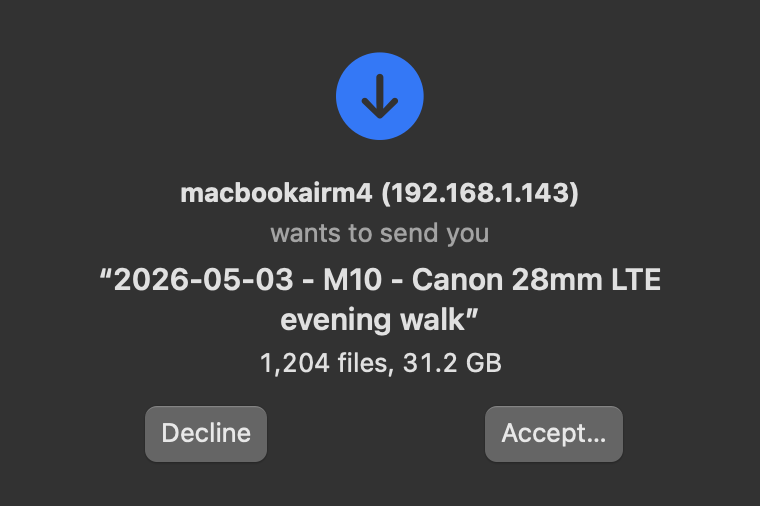 macbookairm4 (192.168.1.143)
wants to send you
“2026-05-03 - M10 - Canon 28mm LTE
evening walk”
1,204 files, 31.2 GB
Decline
Accept...